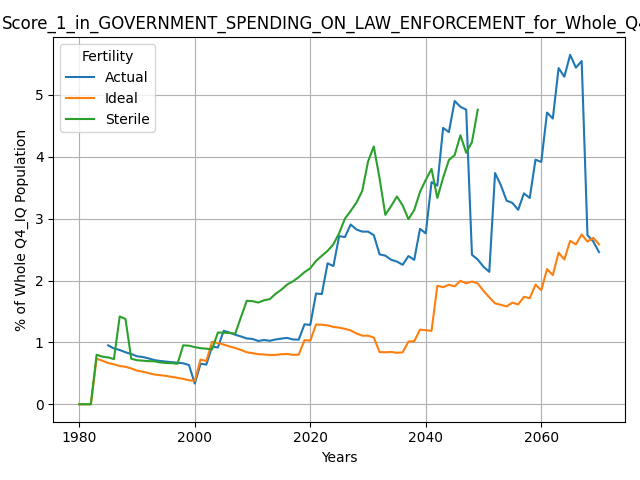 Score_1_in_GOVERNMENT_SPENDING_ON_LAW_ENFORCEMENT_for_Whole_Q4
Fertility
Actual
Ideal
Sterile
% of Whole Q4_IQ Population
5
4
3
2
1
0
1980 2000 2020 2040 2060
Years